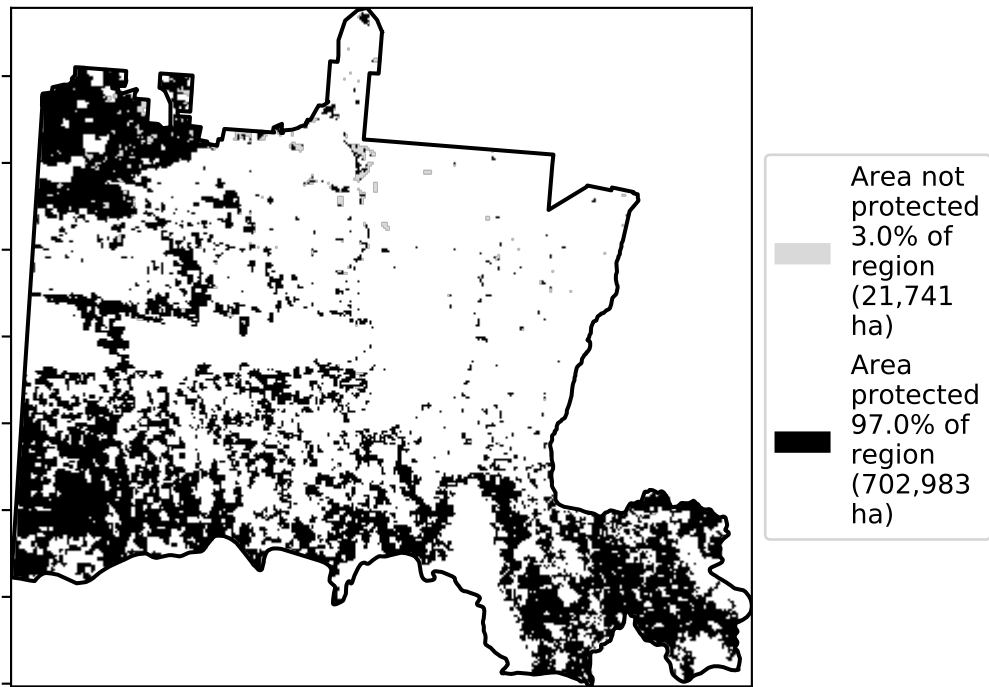 Area not
protected
3.0% of
region
(21,741
ha)
Area
protected
97.0% of
region
(702,983
ha)